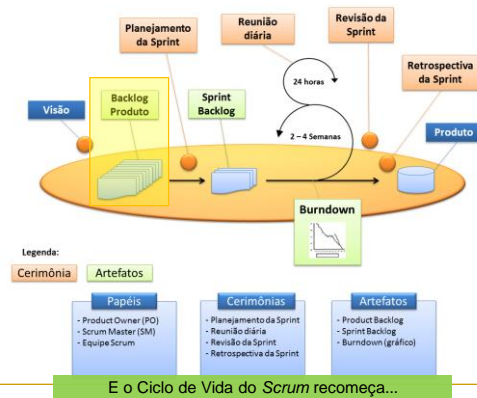 Planejamento
da Sprint
Reunião
diária
Revisão da
Sprint
Retrospectiva
da Sprint
24 horas
Visão
Backlog
Produto
Sprint
Backlog
2 – 4 Semanas
Produto
Burndown
Legenda:
Cerimônia
Artefatos
Papéis
- Product Owner (PO)
- Scrum Master (SM)
- Equipe Scrum
Cerimônias
- Planejamento da Sprint
- Reunião diária
- Revisão da Sprint
- Retrospectiva da Sprint
Artefatos
- Product Backlog
- Sprint Backlog
- Burndown (gráfico)
E o Ciclo de Vida do Scrum recomeça...